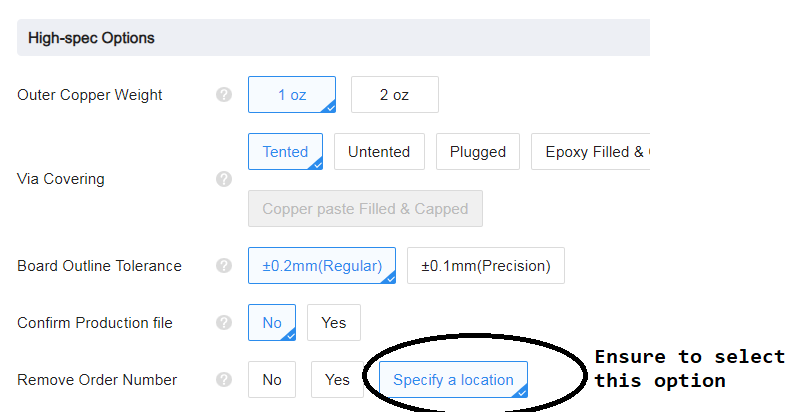 High-spec Options
Outer Copper Weight ? 1 oz 2 oz
Tented Untented Plugged Epoxy Filled &
Via Covering ?
Copper paste Filled & Capped
Board Outline Tolerance ? ±0.2mm(Regular) ±0.1mm(Precision)
Confirm Production file ? No Yes
Ensure to select
Remove Order Number ? No Yes Specify a location
this option